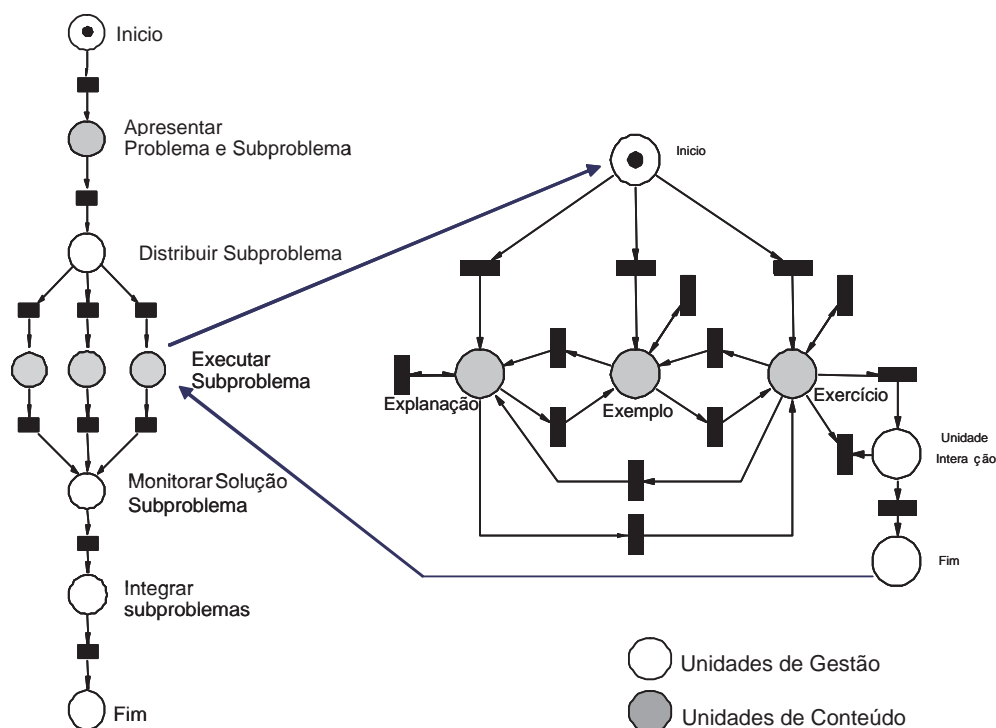 Inicio
Apresentar
Problema e Subproblema
Distribuir Subproblema
Executar
Subproblema
Monitorar Solução
Subproblema
Integrar
subproblemas
Fim
Inicio
Explanação
Exemplo
Exercício
Unidade
Intera ção
Fim
Unidades de Gestão
Unidades de Conteúdo